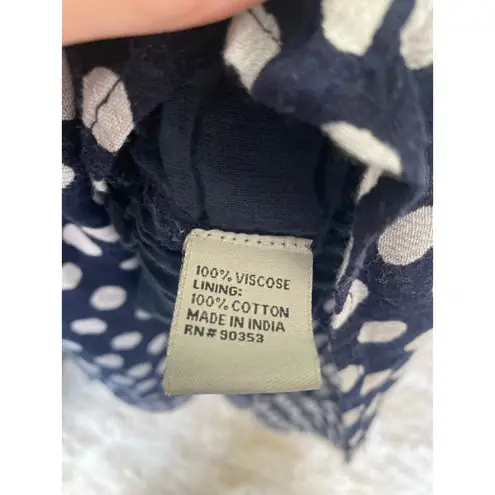 100% VISCOSE
LINING:
100% COTTON
MADE IN INDIA
RN# 90353